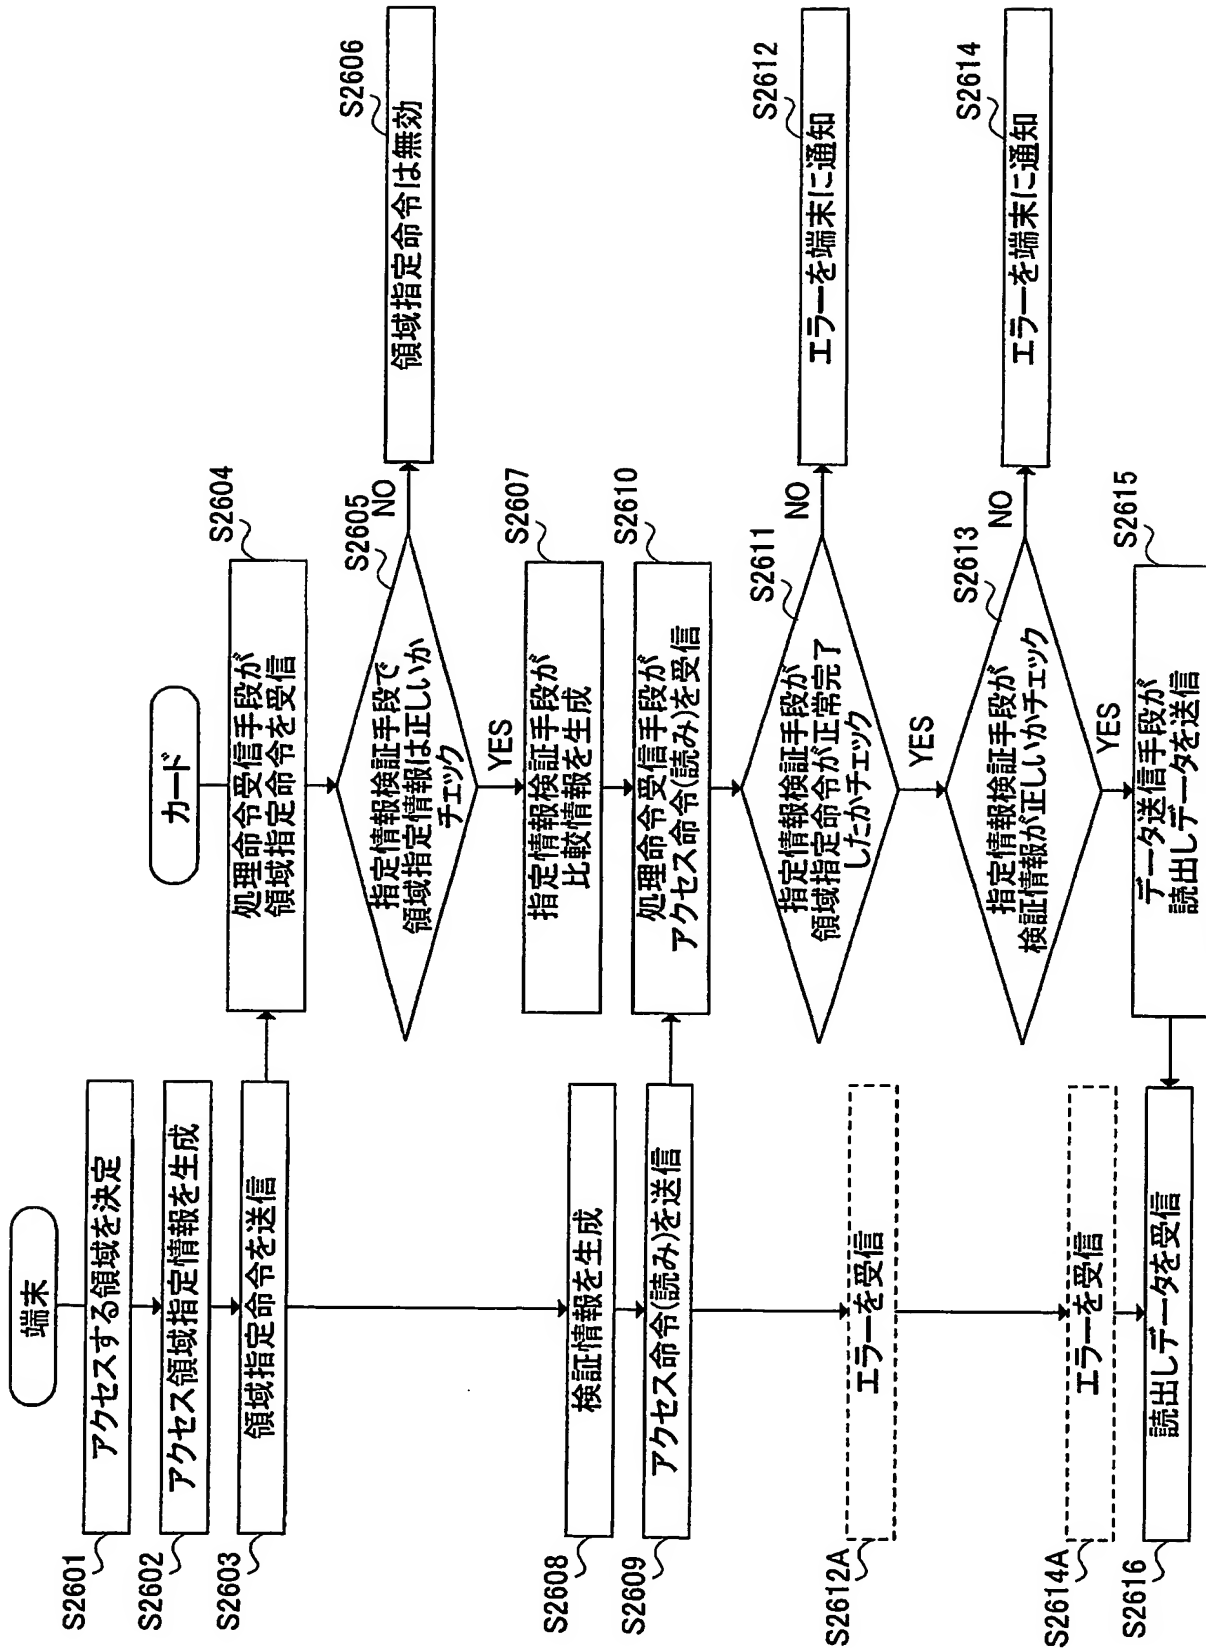 端末
S2601
アクセスする領域を決定
S2602
アクセス領域指定情報を生成
S2603
領域指定命令を送信
S2608
検証情報を生成
S2609
アクセス命令(読み)を送信
S2612A
エラーを受信
S2614A
エラーを受信
S2616
読出しデータを受信
カード
S2604
処理命令受信手段が
領域指定命令を受信
S2605
指定情報検証手段で
領域指定情報は正しいか
チェック
NO
S2606
領域指定命令は無効
YES
S2607
指定情報検証手段が
比較情報を生成
S2610
処理命令受信手段が
アクセス命令(読み)を受信
S2611
指定情報検証手段が
領域指定命令が正常完了
したかチェック
NO
S2612
エラーを端末に通知
YES
S2613
指定情報検証手段が
検証情報が正しいかチェック
NO
S2614
エラーを端末に通知
YES
S2615
データ送信手段が
読出しデータを送信